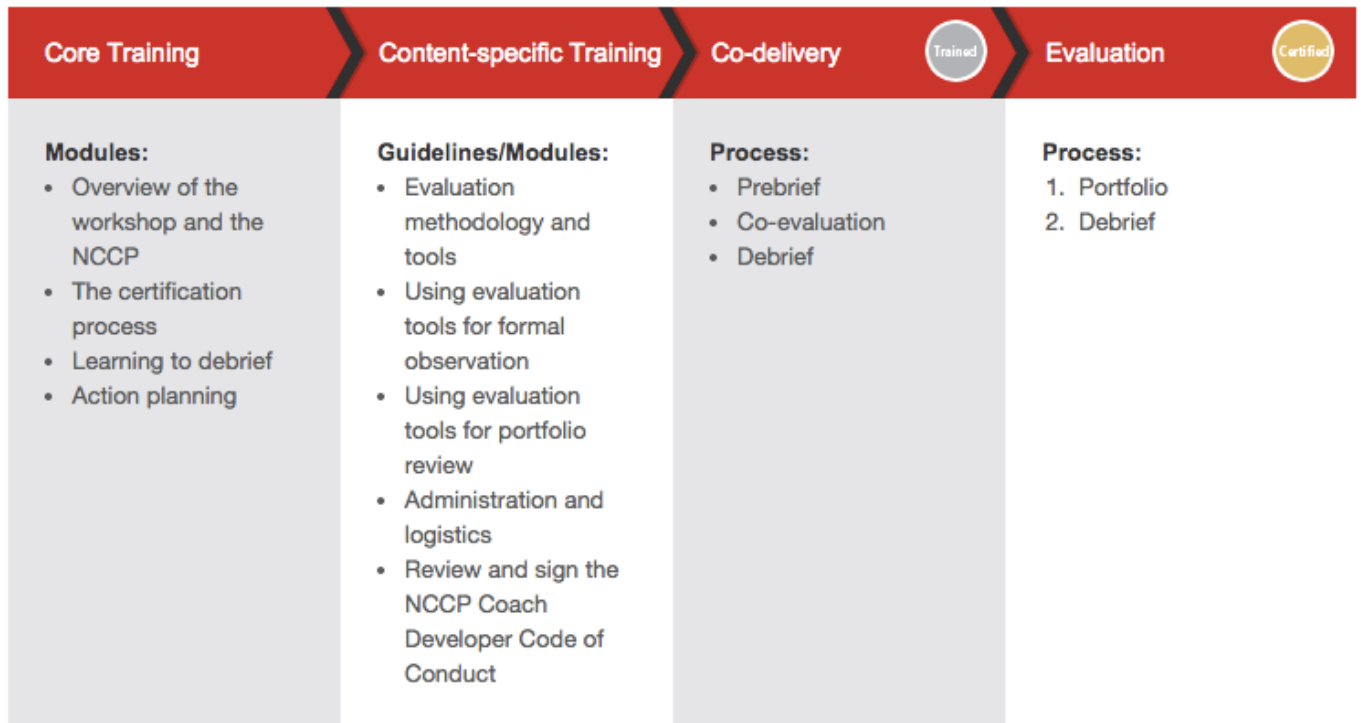 Core Training
Content-specific Training
Co-delivery
Trained
Evaluation
Certified
Modules:
• Overview of the
workshop and the
NCCP
• The certification
process
• Learning to debrief
• Action planning
Guidelines/Modules:
• Evaluation
methodology and
tools
• Using evaluation
tools for formal
observation
• Using evaluation
tools for portfolio
review
• Administration and
logistics
• Review and sign the
NCCP Coach
Developer Code of
Conduct
Process:
• Prebrief
• Co-evaluation
• Debrief
Process:
1. Portfolio
2. Debrief